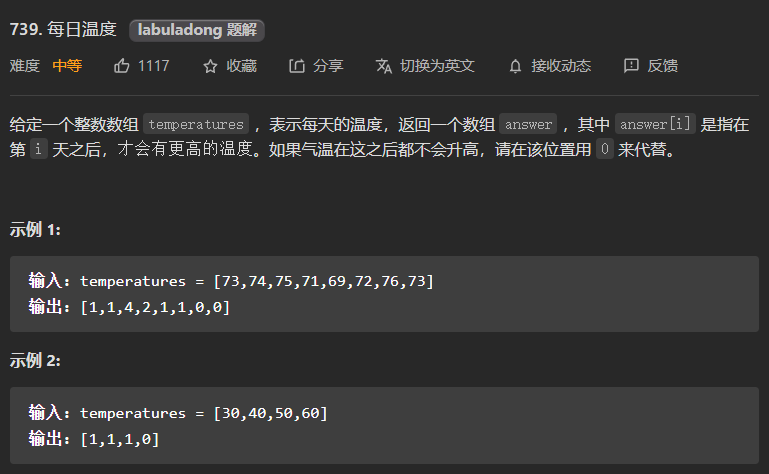 739. 每日温度 labuladong 题解
难度 中等 1117 收藏 分享 切换为英文 接收动态 反馈
给定一个整数数组 temperatures ，表示每天的温度，返回一个数组 answer ，其中 answer[i] 是指在
第 i 天之后，才会有更高的温度。如果气温在这之后都不会升高，请在该位置用 0 来代替。
示例 1:
输入: temperatures = [73,74,75,71,69,72,76,73]
输出: [1,1,4,2,1,1,0,0]
示例 2:
输入: temperatures = [30,40,50,60]
输出: [1,1,1,0]